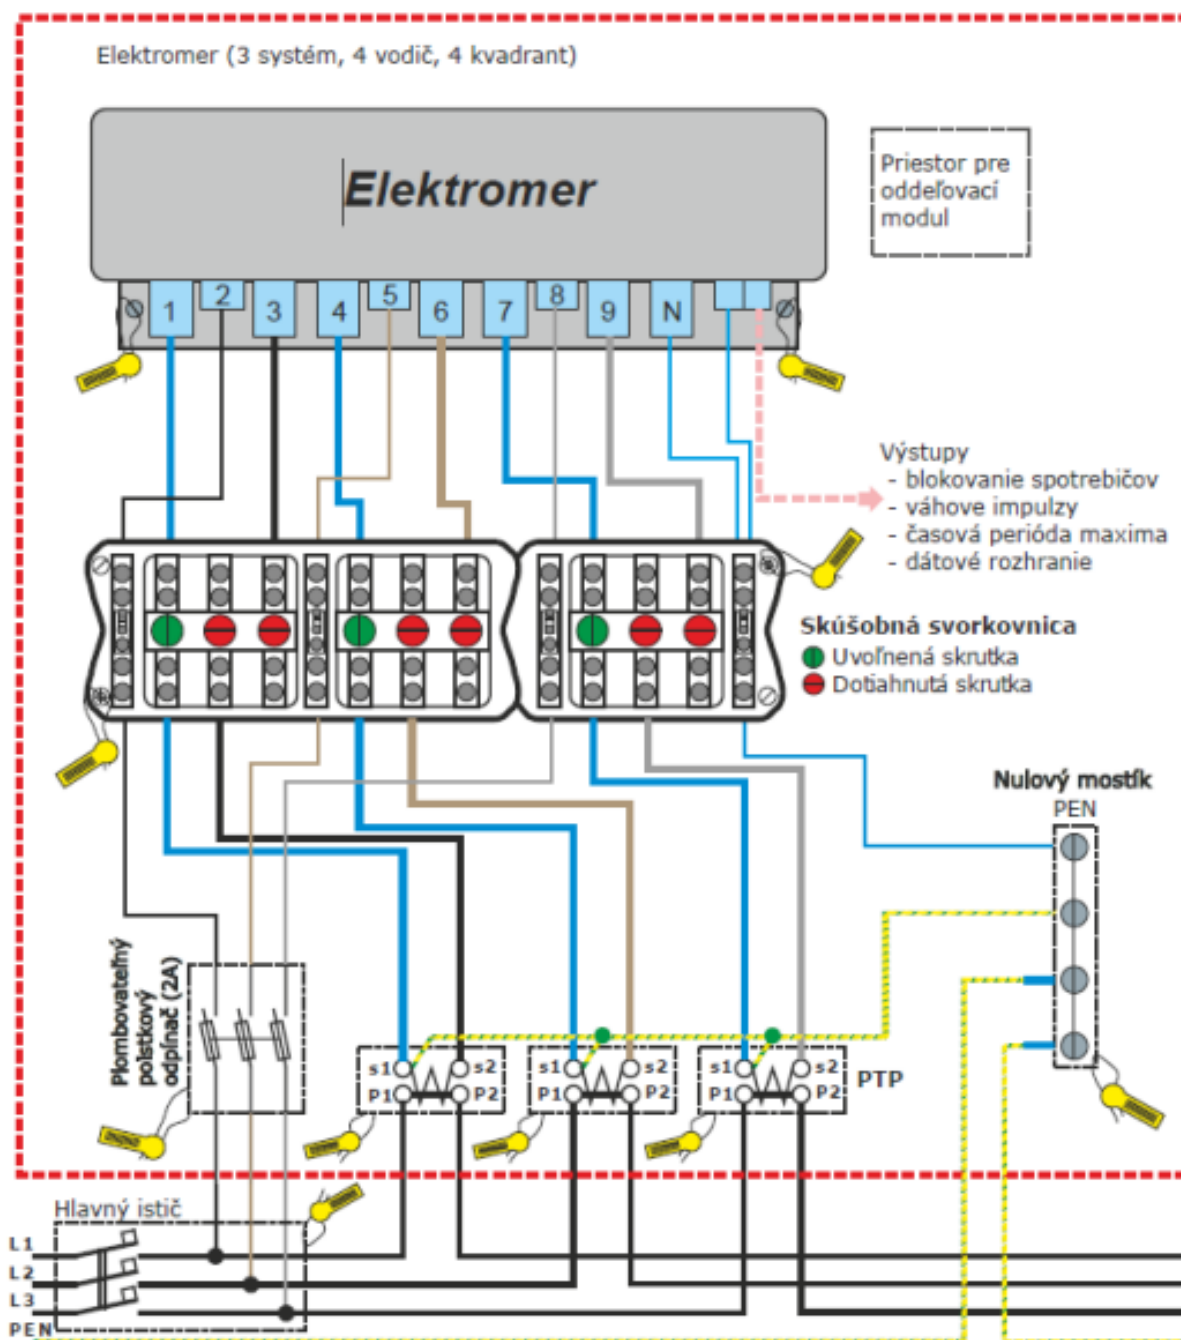 Elektromer (3 systém, 4 vodič, 4 kvadrant)
Elektromer
Priestor pre
oddeľovací
modul
1 2 3 4 5 6 7 8 9 N
Výstupy
- blokovanie spotrebičov
- váhove impulzy
- časová perióda maxima
- dátové rozhranie
Skúšobná svorkovnica
Uvoľnená skrutka
Dotiahnutá skrutka
Nulový mostík
PEN
Plombovateľný
poistkový
odpínač (2A)
s1 s2 s1 s2 s1 s2
P1 P2 P1 P2 P1 P2
PTP
Hlavný istič
L1
L2
L3
PEN